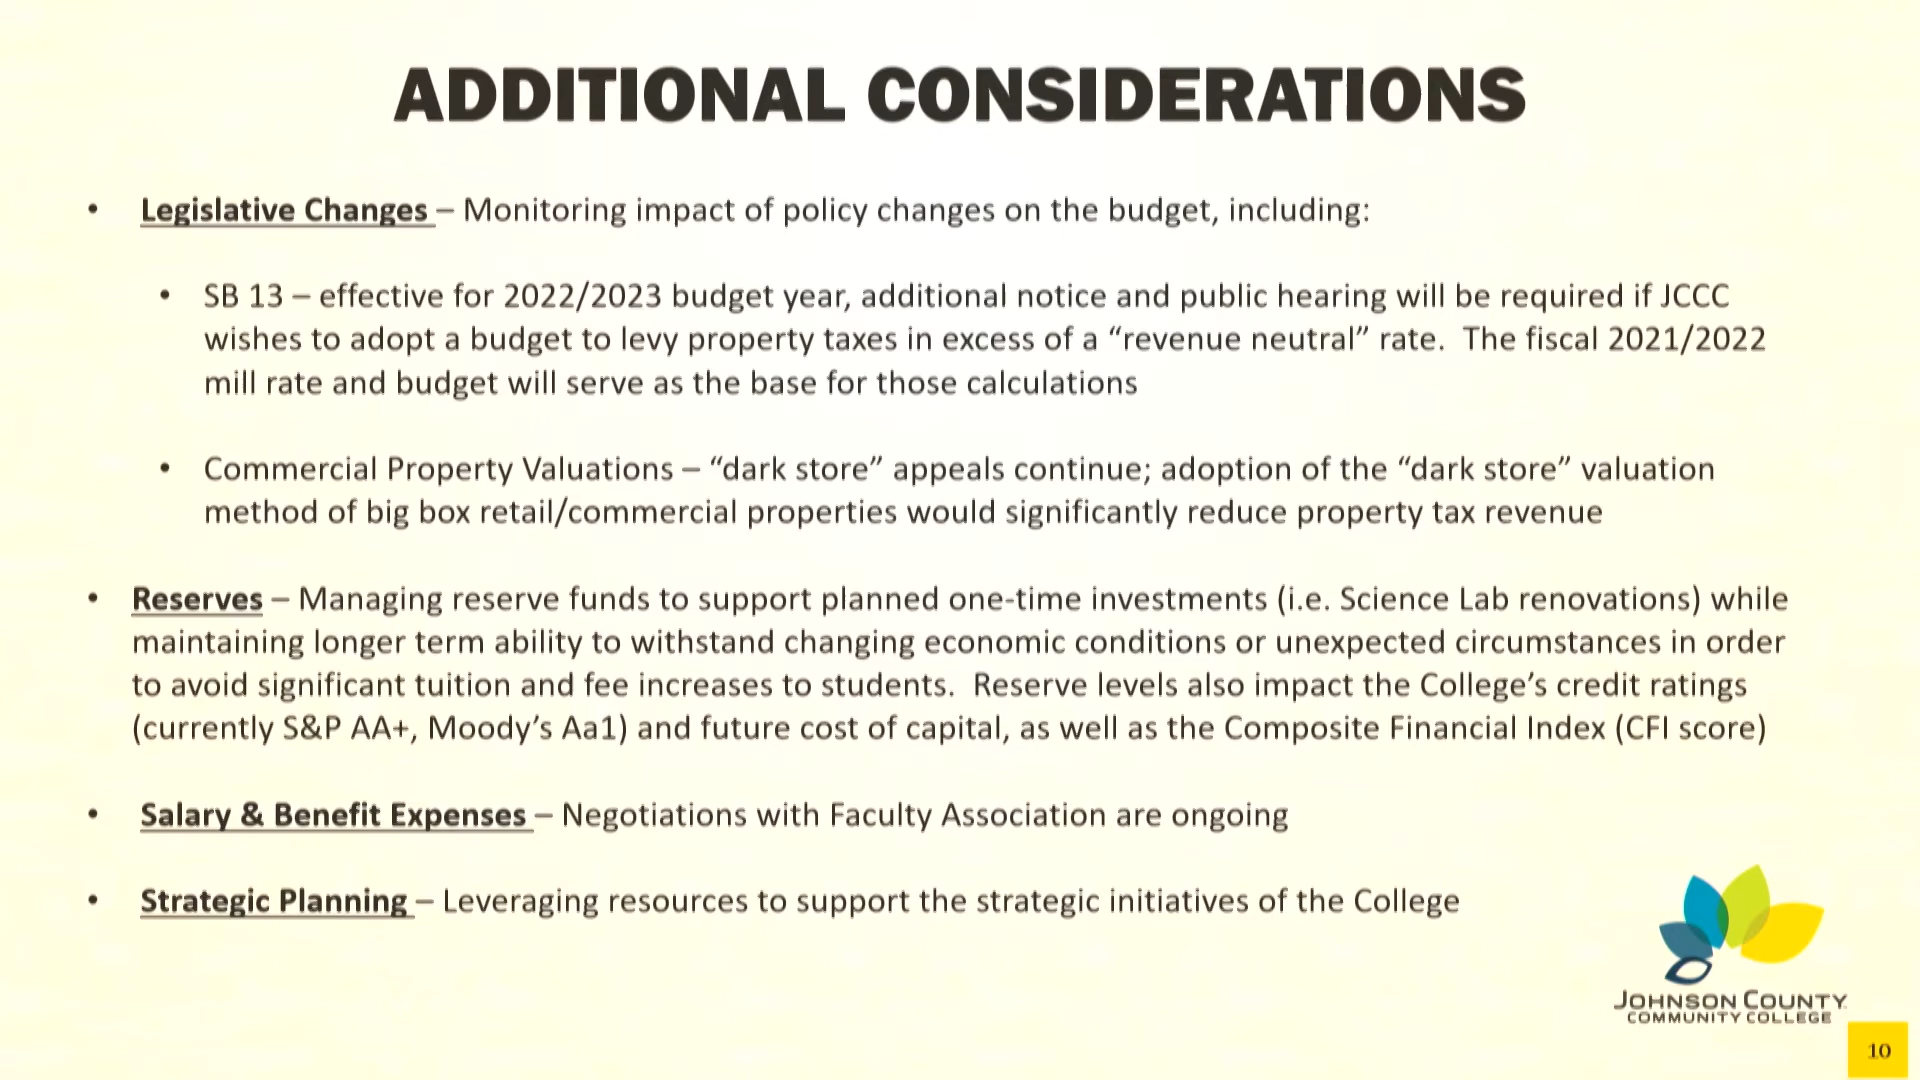 ADDITIONAL CONSIDERATIONS
• Legislative Changes – Monitoring impact of policy changes on the budget, including:
• SB 13 – effective for 2022/2023 budget year, additional notice and public hearing will be required if JCCC
wishes to adopt a budget to levy property taxes in excess of a “revenue neutral” rate.  The fiscal 2021/2022
mill rate and budget will serve as the base for those calculations
• Commercial Property Valuations – “dark store” appeals continue; adoption of the “dark store” valuation
method of big box retail/commercial properties would significantly reduce property tax revenue
• Reserves – Managing reserve funds to support planned one-time investments (i.e. Science Lab renovations) while
maintaining longer term ability to withstand changing economic conditions or unexpected circumstances in order
to avoid significant tuition and fee increases to students.  Reserve levels also impact the College’s credit ratings
(currently S&P AA+, Moody’s Aa1) and future cost of capital, as well as the Composite Financial Index (CFI score)
• Salary & Benefit Expenses – Negotiations with Faculty Association are ongoing
• Strategic Planning – Leveraging resources to support the strategic initiatives of the College
JOHNSON COUNTY
COMMUNITY COLLEGE
10